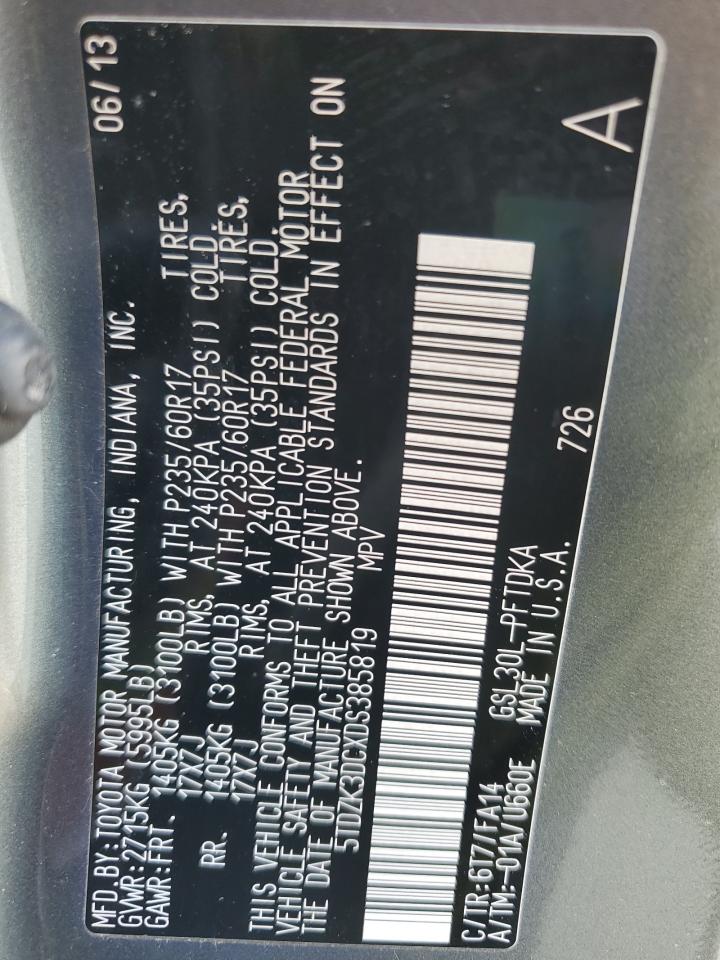 MFD.BY:TOYOTA MOTOR MANUFACTURING, INDIANA, INC. 06/13
GVWR:2715KG(5995LB)
GAWR:FRT. 1405KG(3100LB) WITH P235/60R17 TIRES,
17X7J RIMS, AT 240KPA(35PSI) COLD.
RR. 1405KG(3100LB) WITH P235/60R17 TIRES,
17X7J RIMS, AT 240KPA(35PSI) COLD.
THIS VEHICLE CONFORMS TO ALL APPLICABLE FEDERAL MOTOR
VEHICLE SAFETY AND THEFT PREVENTION STANDARDS IN EFFECT ON
THE DATE OF MANUFACTURE SHOWN ABOVE.
5TDZK3DCXDS385819 MPV
C/TR:6T7/FA14 GSL30L-PFTDKA 726 A
A/TM:-01A/U660E MADE IN U.S.A.